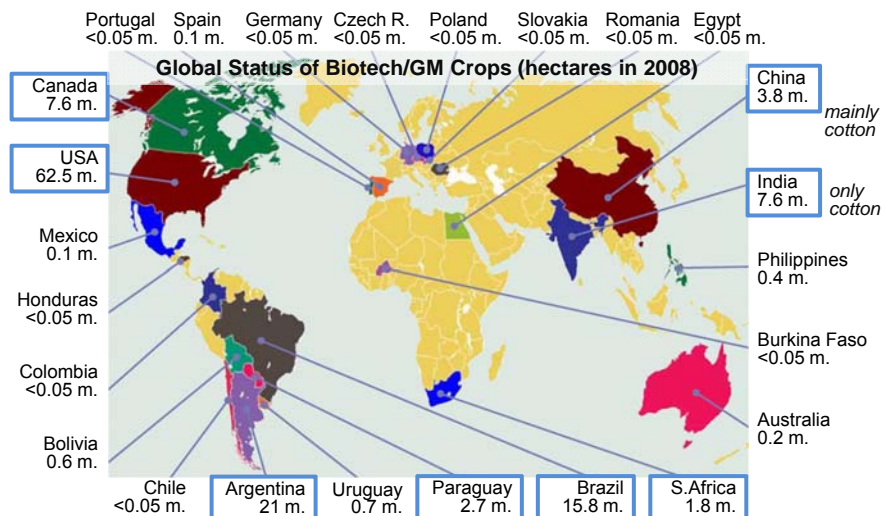 Portugal
<0.05 m.
Spain
0.1 m.
Germany
<0.05 m.
Czech R.
<0.05 m.
Poland
<0.05 m.
Slovakia
<0.05 m.
Romania
<0.05 m.
Egypt
<0.05 m.
Global Status of Biotech/GM Crops (hectares in 2008)
Canada
7.6 m.
USA
62.5 m.
Mexico
0.1 m.
Honduras
<0.05 m.
Colombia
<0.05 m.
Bolivia
0.6 m.
China
3.8 m.
mainly
cotton
India
7.6 m.
only
cotton
Philippines
0.4 m.
Burkina Faso
<0.05 m.
Australia
0.2 m.
Chile
<0.05 m.
Argentina
21 m.
Uruguay
0.7 m.
Paraguay
2.7 m.
Brazil
15.8 m.
S.Africa
1.8 m.